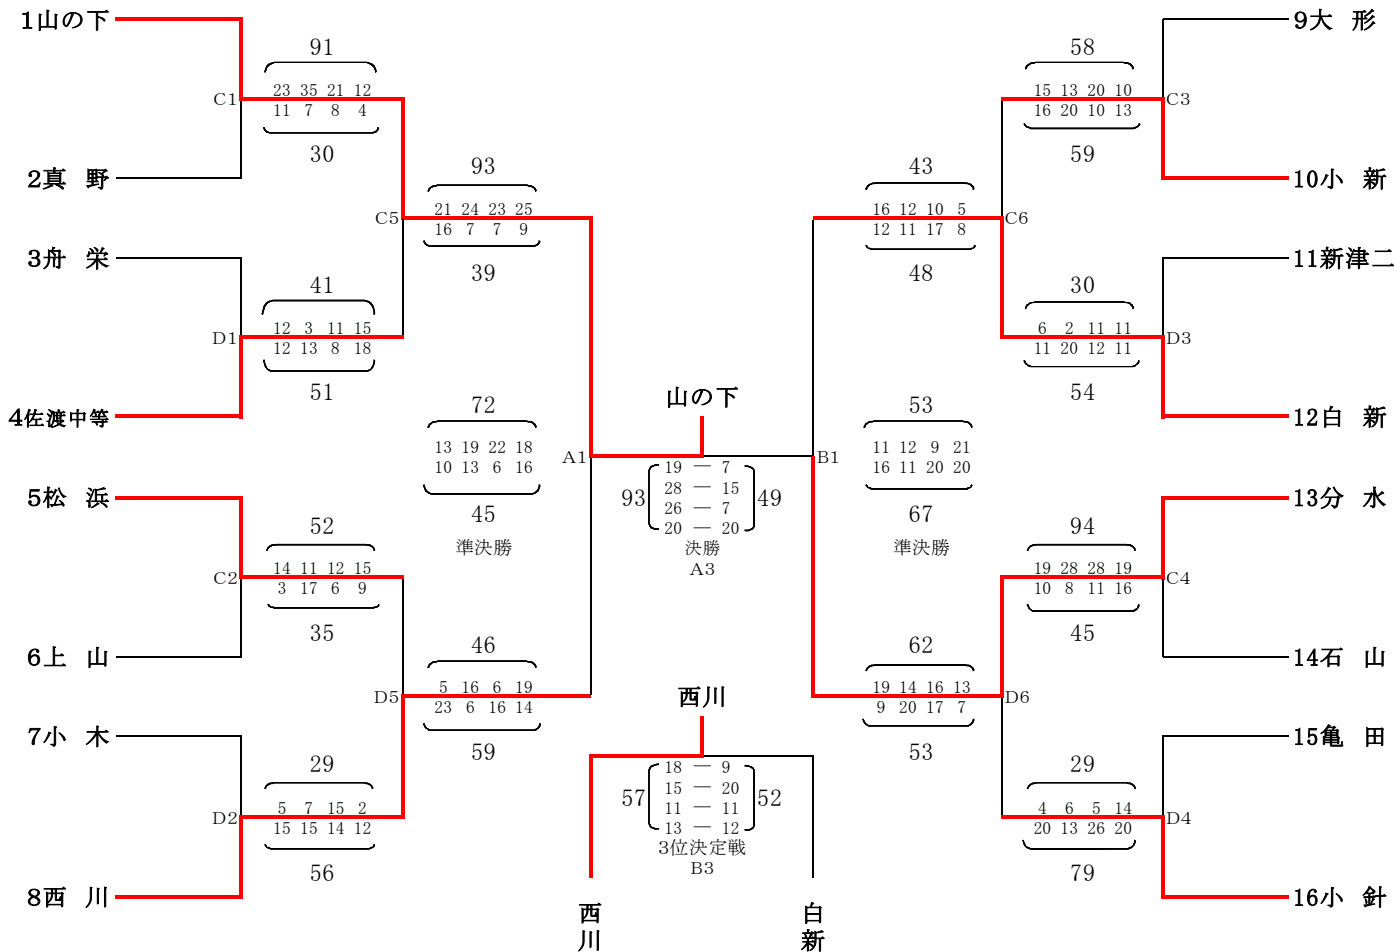 1山の下
91
23 35 21 12
C1
11 7 8 4
30
2真 野
93
21 24 23 25
C5
16 7 7 9
39
3舟 栄
41
12 3 11 15
D1
12 13 8 18
51
4佐渡中等
72
13 19 22 18
A1
10 13 6 16
45
準決勝
5松 浜
52
14 11 12 15
C2
3 17 6 9
35
6上 山
46
5 16 6 19
D5
23 6 16 14
59
7小 木
29
5 7 15 2
D2
15 15 14 12
56
8西 川
山の下
19 ― 7
28 ― 15
93
49
26 ― 7
20 ― 20
決勝
A3
西川
18 ― 9
15 ― 20
57
52
11 ― 11
13 ― 12
3位決定戦
B3
西川
白新
9大 形
58
15 13 20 10
C3
16 20 10 13
59
10小 新
43
16 12 10 5
C6
12 11 17 8
48
11新津二
30
6 2 11 11
D3
11 20 12 11
54
12白 新
53
11 12 9 21
B1
16 11 20 20
67
準決勝
13分 水
94
19 28 28 19
C4
10 8 11 16
45
14石 山
62
19 14 16 13
D6
9 20 17 7
53
15亀 田
29
4 6 5 14
D4
20 13 26 20
79
16小 針